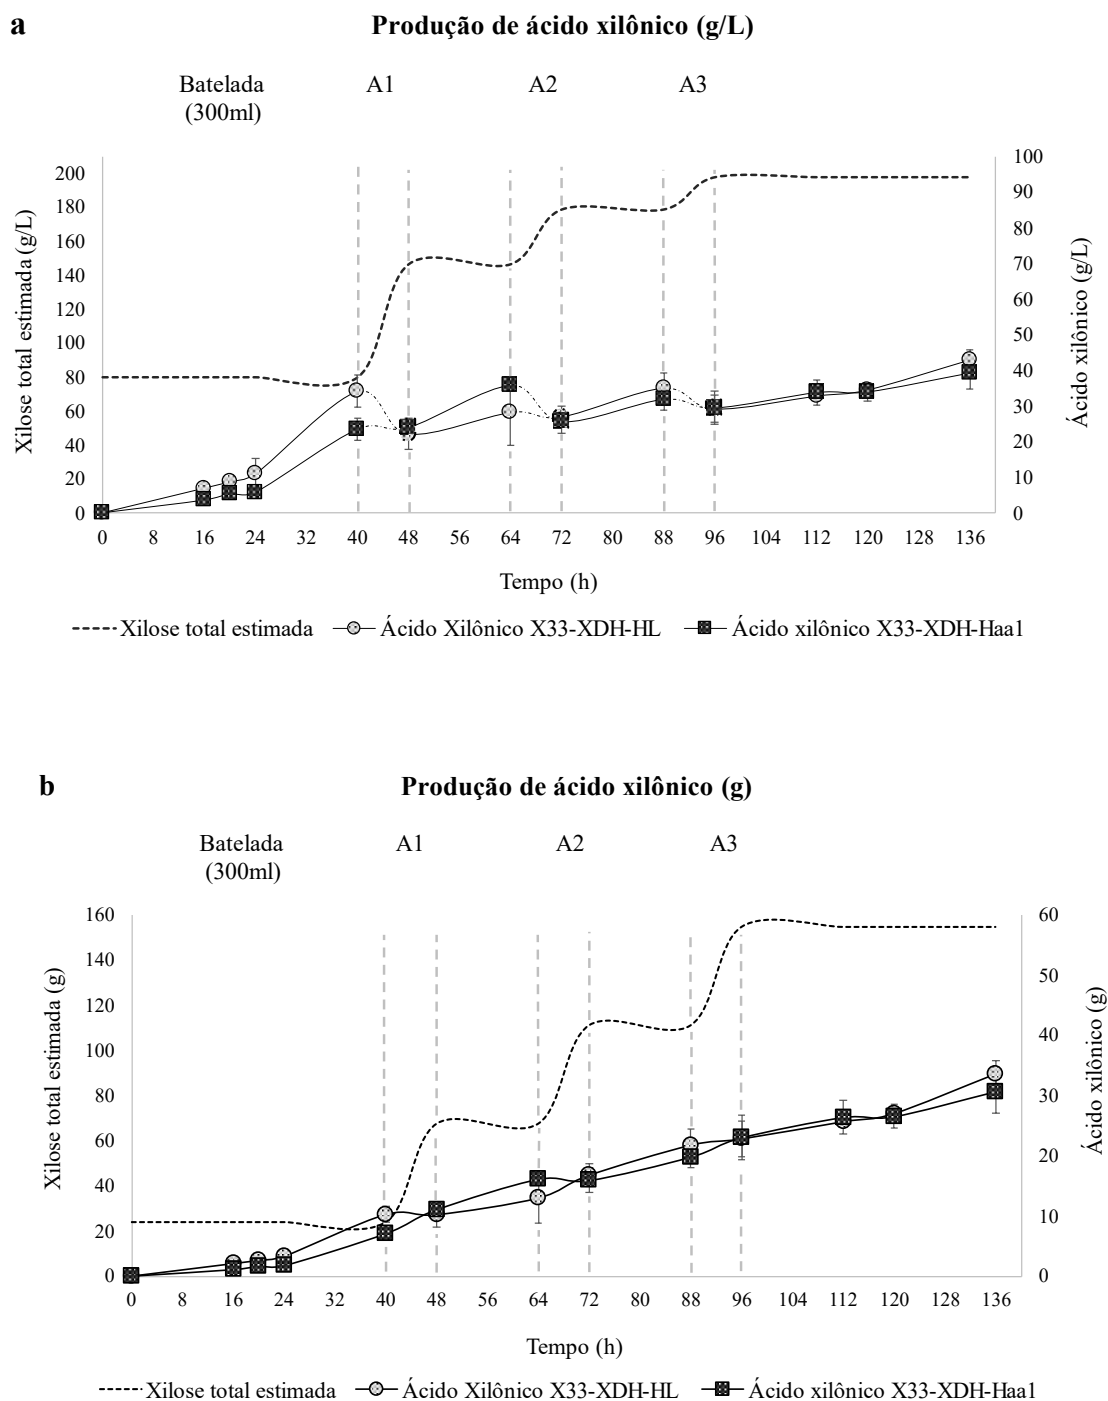 a
Produção de ácido xilônico (g/L)
Batelada
(300ml)
A1
A2
A3
Xilose total estimada (g/L)
200
180
160
140
120
100
80
60
40
20
0
100
90
80
70
60
50
40
30
20
10
0
Ácido xilônico (g/L)
0 8 16 24 32 40 48 56 64 72 80 88 96 104 112 120 128 136
Tempo (h)
Xilose total estimada Ácido Xilônico X33-XDH-HL Ácido xilônico X33-XDH-Haa1
b
Produção de ácido xilônico (g)
Batelada
(300ml)
A1
A2
A3
Xilose total estimada (g)
160
140
120
100
80
60
40
20
0
60
50
40
30
20
10
0
Ácido xilônico (g)
0 8 16 24 32 40 48 56 64 72 80 88 96 104 112 120 128 136
Tempo (h)
Xilose total estimada Ácido Xilônico X33-XDH-HL Ácido xilônico X33-XDH-Haa1